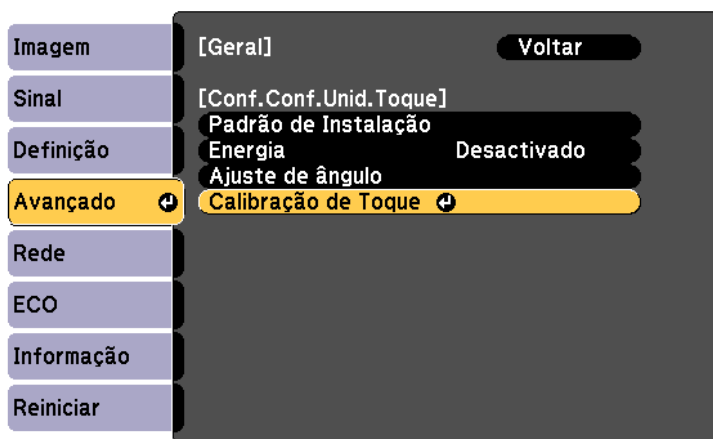 Imagem
Sinal
Definição
Avançado
Rede
ECO
Informação
Reiniciar
[Geral] Voltar
[Conf.Conf.Unid.Toque]
Padrão de Instalação
Energia Desactivado
Ajuste de ângulo
Calibração de Toque